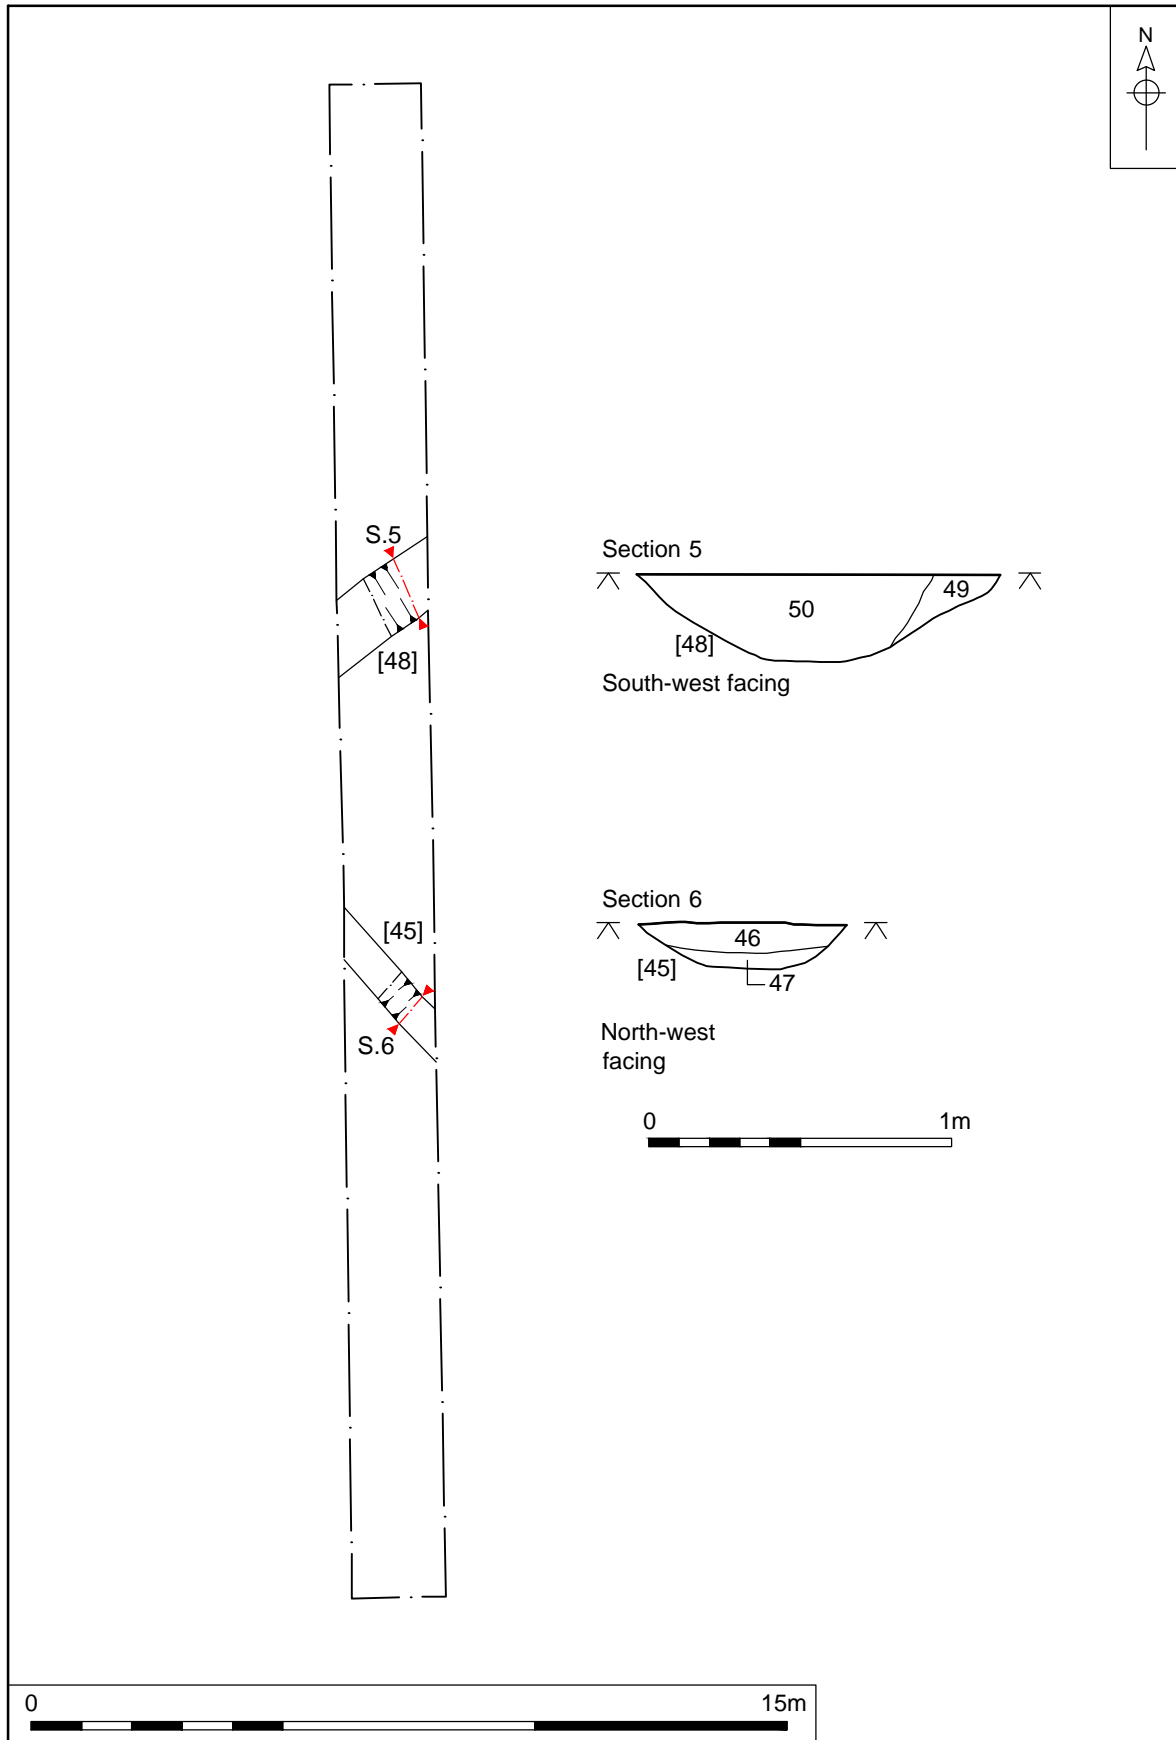 N
S.5
[48]
Section 5
50
49
[48]
South-west facing
[45]
S.6
Section 6
46
[45]
47
North-west
facing
0 1m
0 15m